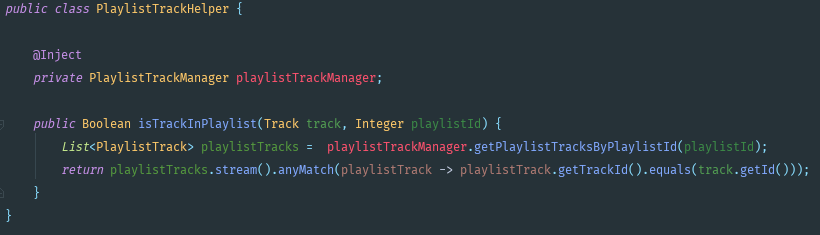 public class PlaylistTrackHelper {
@Inject
private PlaylistTrackManager playlistTrackManager;
public Boolean isTrackInPlaylist(Track track, Integer playlistId) {
List<PlaylistTrack> playlistTracks =  playlistTrackManager.getPlaylistTracksByPlaylistId(playlistId);
return playlistTracks.stream().anyMatch(playlistTrack -> playlistTrack.getTrackId().equals(track.getId()));
}
}